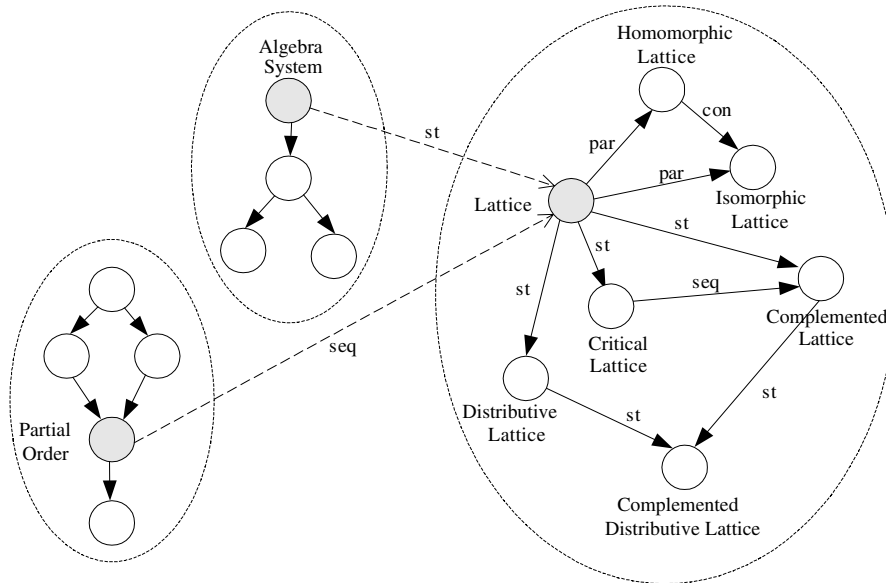 Algebra
System
st
Homomorphic
Lattice
con
par
par
Isomorphic
Lattice
Lattice
st
st
st
seq
Critical
Lattice
Complemented
Lattice
seq
Distributive
Lattice
st
st
Partial
Order
Complemented
Distributive Lattice